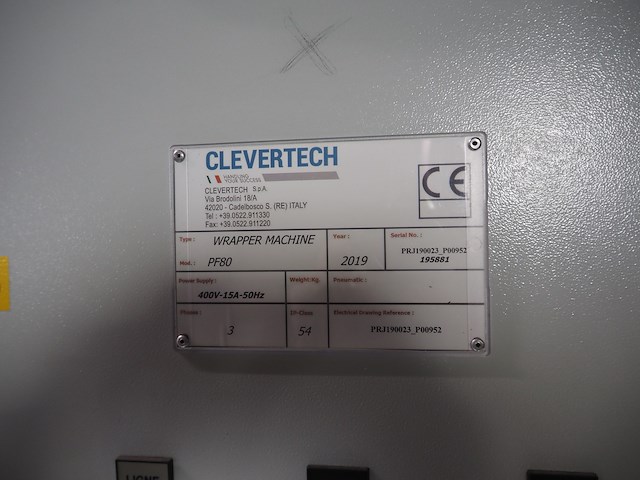 CLEVERTECH
HANDLING
YOUR SUCCESS
CLEVERTECH S.p.A.
Via Brodolini 18/A
42020 - Cadelbosco S. (RE) ITALY
Tel : +39.0522.911330
Fax: +39.0522.911220
CE
Type : WRAPPER MACHINE
Mod. : PF80
Year :
2019
Serial No. :
PRJ190023_P00952
195881
Power Supply :
400V-15A-50Hz
Weight Kg.
Pneumatic :
Phases :
3
IP-Class
54
Electrical Drawing Reference :
PRJ190023_P00952
LIGNE